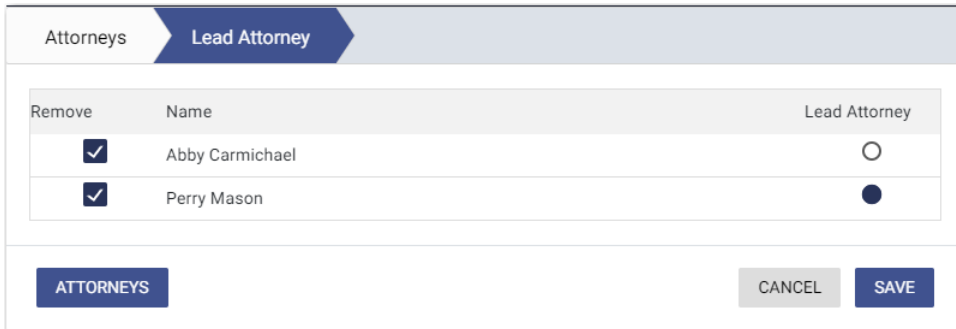 Attorneys Lead Attorney
Remove Name Lead Attorney
Abby Carmichael
Perry Mason
ATTORNEYS CANCEL SAVE